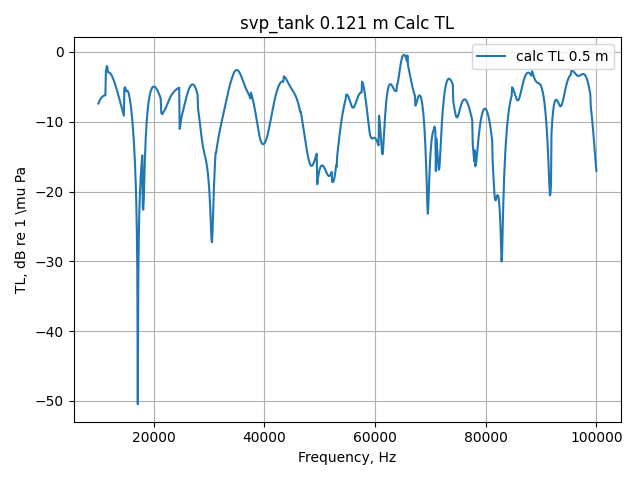 svp_tank 0.121 m Calc TL
calc TL 0.5 m
0
−10
−20
−30
−40
−50
TL, dB re 1 \mu Pa
20000
40000
60000
80000
100000
Frequency, Hz